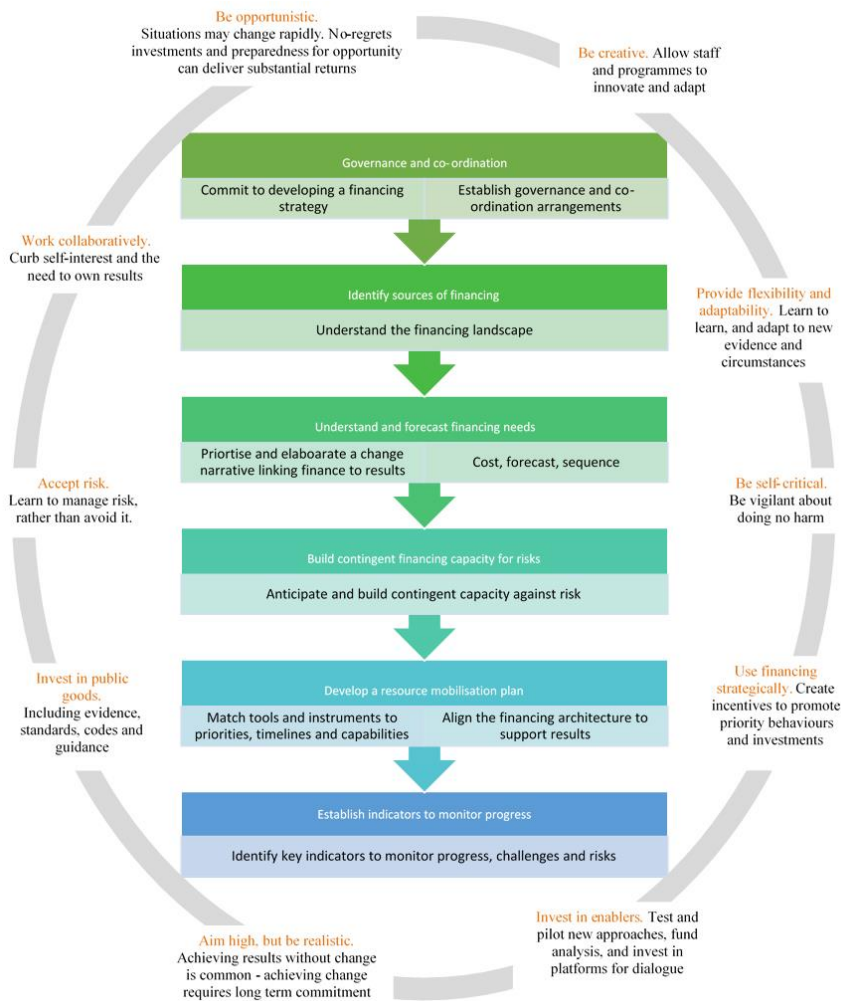 Be opportunistic.
Situations may change rapidly. No-regrets
investments and preparedness for opportunity
can deliver substantial returns
Be creative. Allow staff
and programmes to
innovate and adapt
Governance and co-ordination
Commit to developing a financing
strategy
Establish governance and co-
ordination arrangements
Work collaboratively.
Curb self-interest and the
need to own results
Identify sources of financing
Understand the financing landscape
Provide flexibility and
adaptability. Learn to
learn, and adapt to new
evidence and
circumstances
Understand and forecast financing needs
Priortise and elaboarate a change
narrative linking finance to results
Cost, forecast, sequence
Accept risk.
Learn to manage risk,
rather than avoid it.
Be self-critical.
Be vigilant about
doing no harm
Build contingent financing capacity for risks
Anticipate and build contingent capacity against risk
Invest in public
goods.
Including evidence,
standards, codes and
guidance
Develop a resource mobilisation plan
Match tools and instruments to
priorities, timelines and capabilities
Align the financing architecture to
support results
Use financing
strategically. Create
incentives to promote
priority behaviours
and investments
Establish indicators to monitor progress
Identify key indicators to monitor progress, challenges and risks
Aim high, but be realistic.
Achieving results without change
is common - achieving change
requires long term commitment
Invest in enablers. Test and
pilot new approaches, fund
analysis, and invest in
platforms for dialogue